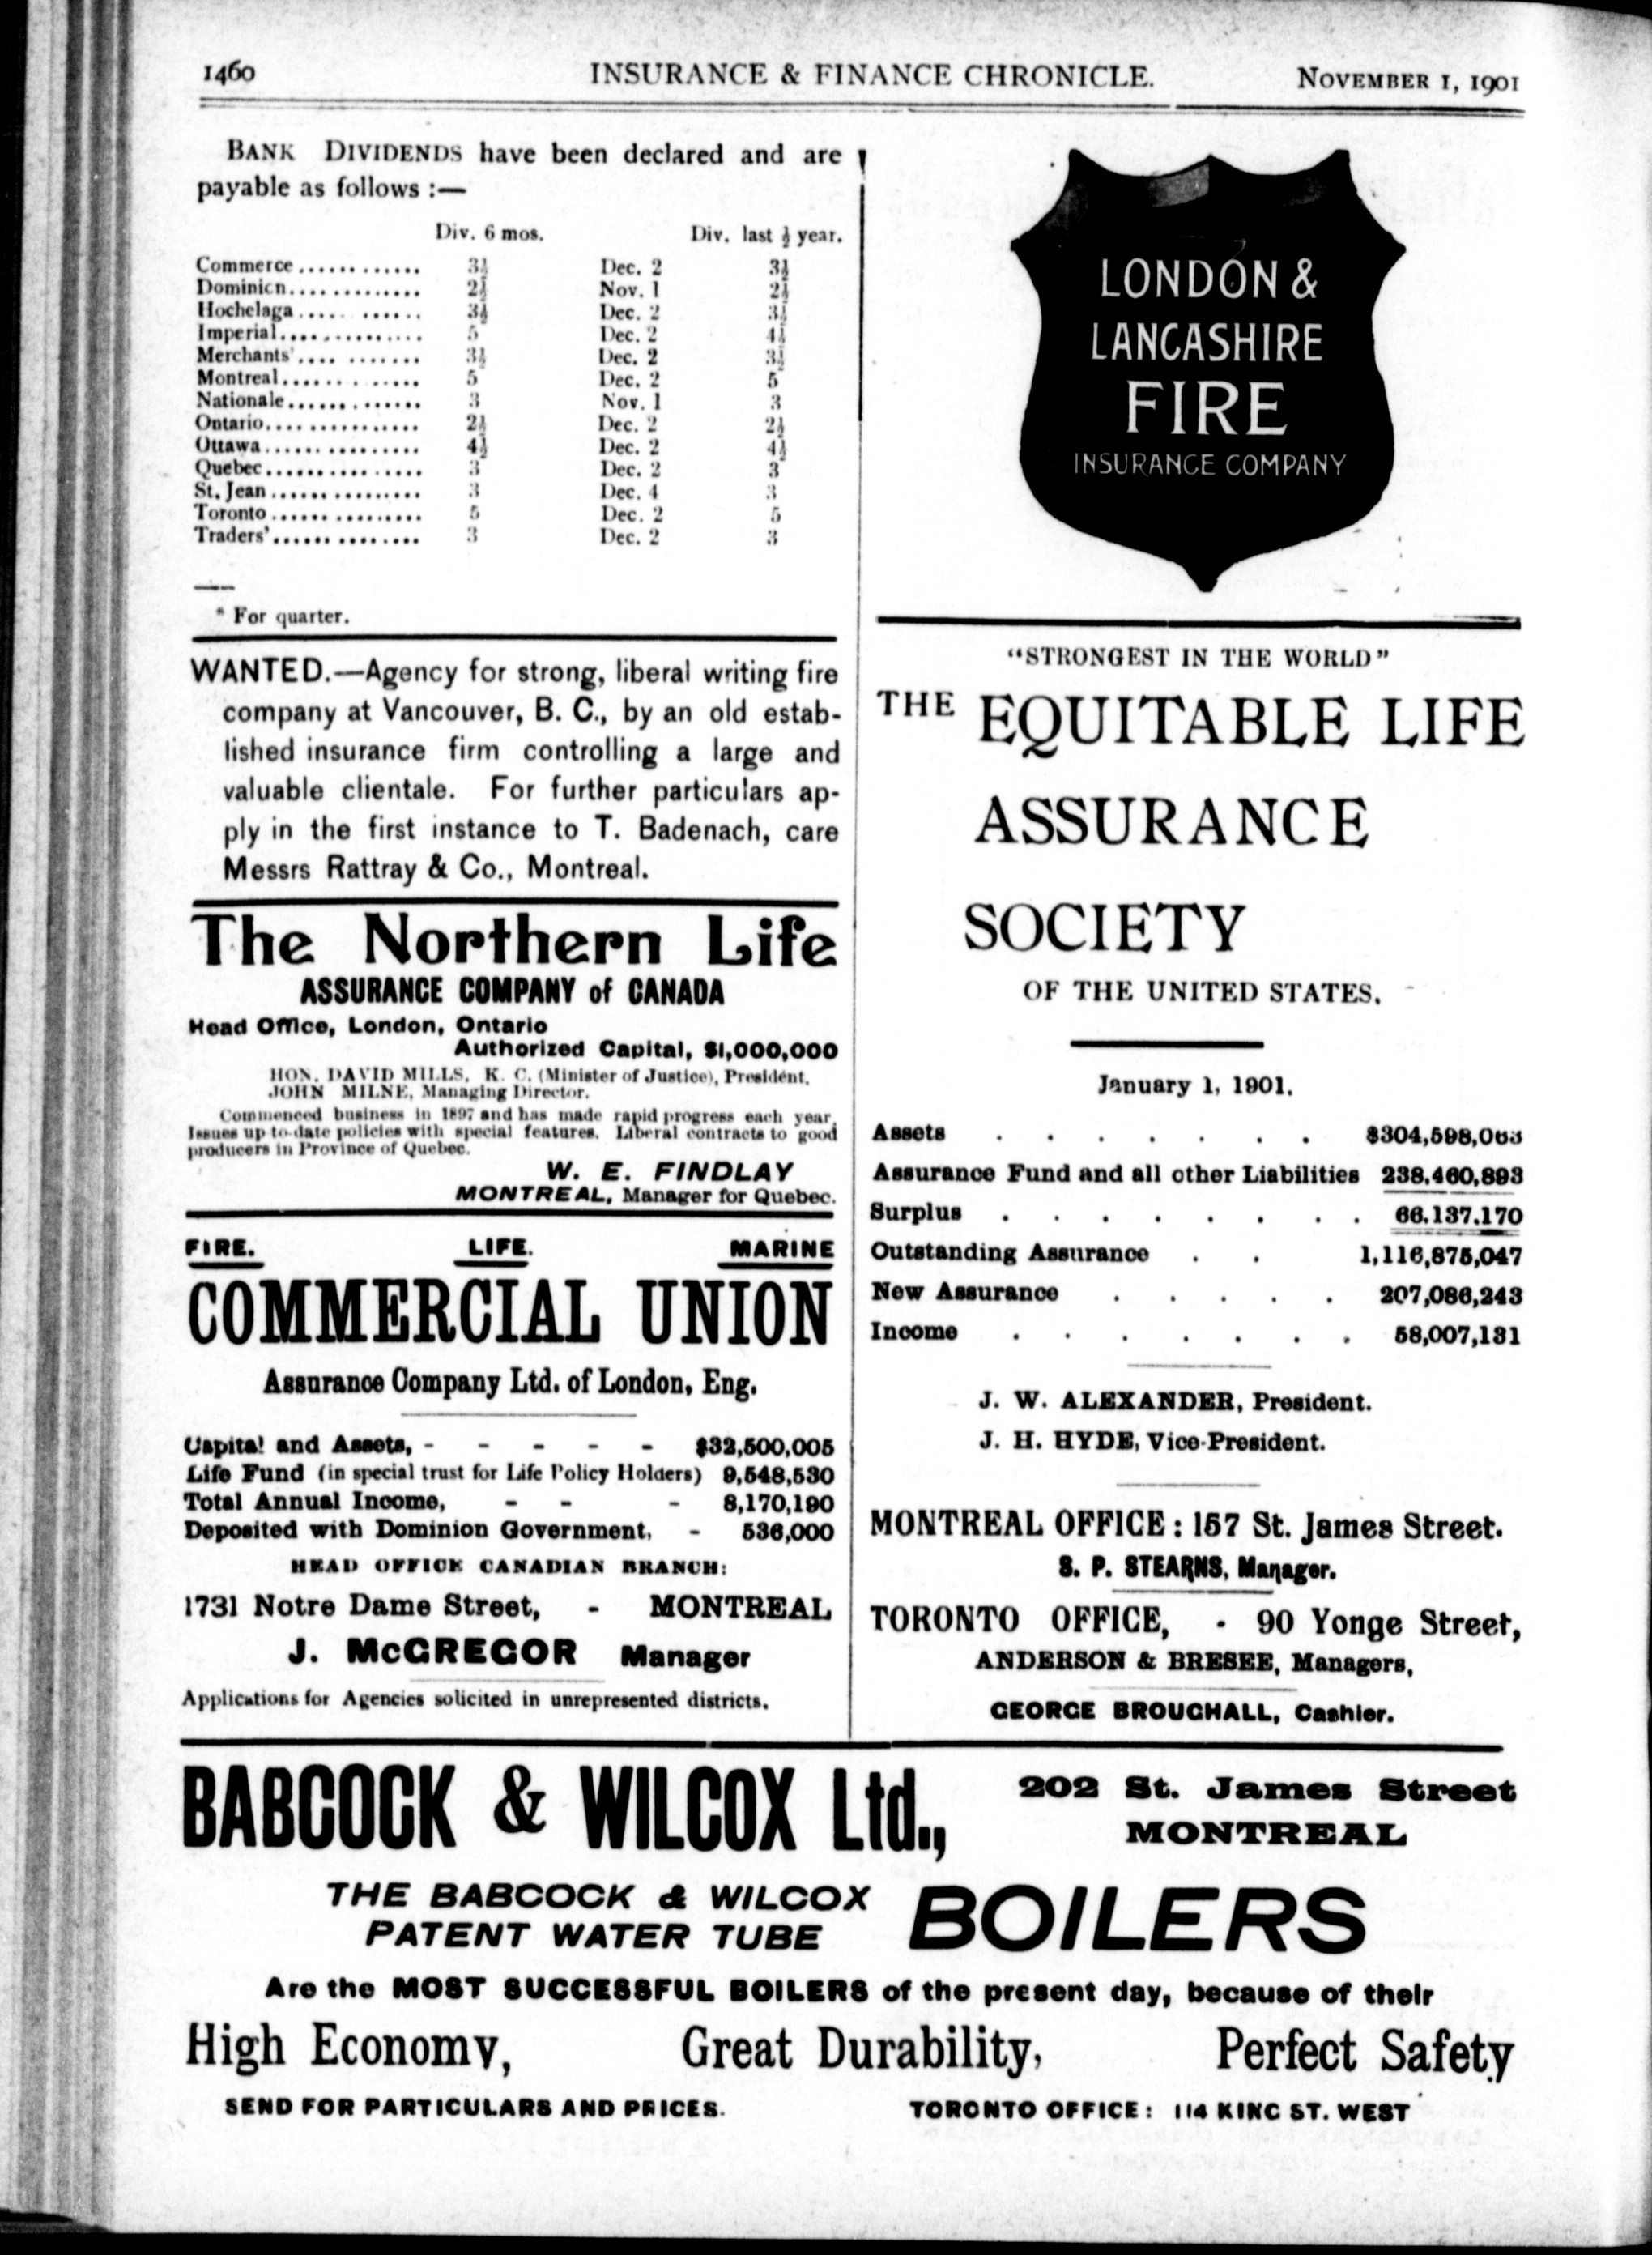 1460 INSURANCE & FINANCE CHRONICLE. NOVEMBER 1, 1901
BANK DIVIDENDS have been declared and are
payable as follows :—
Div. 6 mos. Div. last ½ year.
Commerce ............ 3½ Dec. 2 3½
Dominion.............. 2½ Nov. 1 2½
Hochelaga .... ...... 3½ Dec. 2 3½
Imperial............... 5 Dec. 2 4½
Merchants'.... ....... 3½ Dec. 2 3½
Montreal....... ...... 5 Dec. 2 5
Nationale............. 3 Nov. 1 3
Ontario................ 2½ Dec. 2 2½
Ottawa................ 4½ Dec. 2 4½
Quebec............... 3 Dec. 2 3
St. Jean............... 3 Dec. 4 3
Toronto............... 5 Dec. 2 5
Traders'.............. 3 Dec. 2 3
* For quarter.
WANTED.—Agency for strong, liberal writing fire
company at Vancouver, B. C., by an old estab-
lished insurance firm controlling a large and
valuable clientale. For further particulars ap-
ply in the first instance to T. Badenach, care
Messrs Rattray & Co., Montreal.
The Northern Life
ASSURANCE COMPANY of CANADA
Head Office, London, Ontario
Authorized Capital, $1,000,000
HON. DAVID MILLS, K. C. (Minister of Justice), President.
JOHN MILNE, Managing Director.
Commenced business in 1897 and has made rapid progress each year.
Issues up to-date policies with special features. Liberal contracts to good
producers in Province of Quebec.
W. E. FINDLAY
MONTREAL, Manager for Quebec.
FIRE. LIFE. MARINE
COMMERCIAL UNION
Assurance Company Ltd. of London, Eng.
Capital and Assets, - - - - - $32,500,005
Life Fund (in special trust for Life Policy Holders) 9,548,530
Total Annual Income, - - - 8,170,190
Deposited with Dominion Government, - 536,000
HEAD OFFICE CANADIAN BRANCH:
1731 Notre Dame Street, - MONTREAL
J. McGREGOR Manager
Applications for Agencies solicited in unrepresented districts.
LONDON &
LANCASHIRE
FIRE
INSURANCE COMPANY
"STRONGEST IN THE WORLD"
THE EQUITABLE LIFE
ASSURANCE
SOCIETY
OF THE UNITED STATES.
January 1, 1901.
Assets . . . . . . . $304,598,063
Assurance Fund and all other Liabilities 238,460,893
Surplus . . . . . . . . 66,137,170
Outstanding Assurance . . 1,116,875,047
New Assurance . . . . . 207,086,243
Income . . . . . . . 58,007,131
J. W. ALEXANDER, President.
J. H. HYDE, Vice-President.
MONTREAL OFFICE : 157 St. James Street.
S. P. STEARNS, Manager.
TORONTO OFFICE, - 90 Yonge Street,
ANDERSON & BRESEE, Managers,
GEORGE BROUGHALL, Cashier.
BABCOCK & WILCOX Ltd., 202 St. James Street
MONTREAL
THE BABCOCK & WILCOX
PATENT WATER TUBE BOILERS
Are the MOST SUCCESSFUL BOILERS of the present day, because of their
High Economy, Great Durability, Perfect Safety
SEND FOR PARTICULARS AND PRICES. TORONTO OFFICE : 114 KING ST. WEST